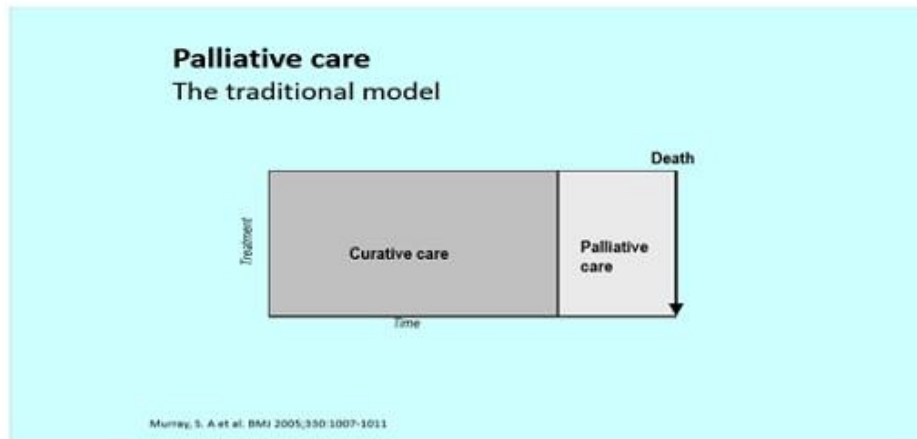 Palliative care
The traditional model
Death
Treatment
Curative care
Palliative
care
Time
Murray, S. A et al. BMJ 2005;330:1007-1011